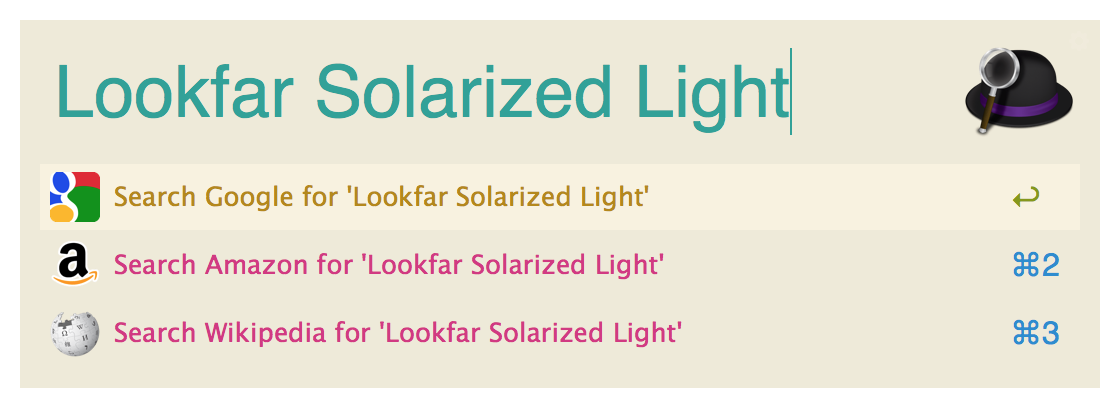 Lookfar Solarized Light
Search Google for 'Lookfar Solarized Light' ↩
Search Amazon for 'Lookfar Solarized Light' ⌘2
Search Wikipedia for 'Lookfar Solarized Light' ⌘3